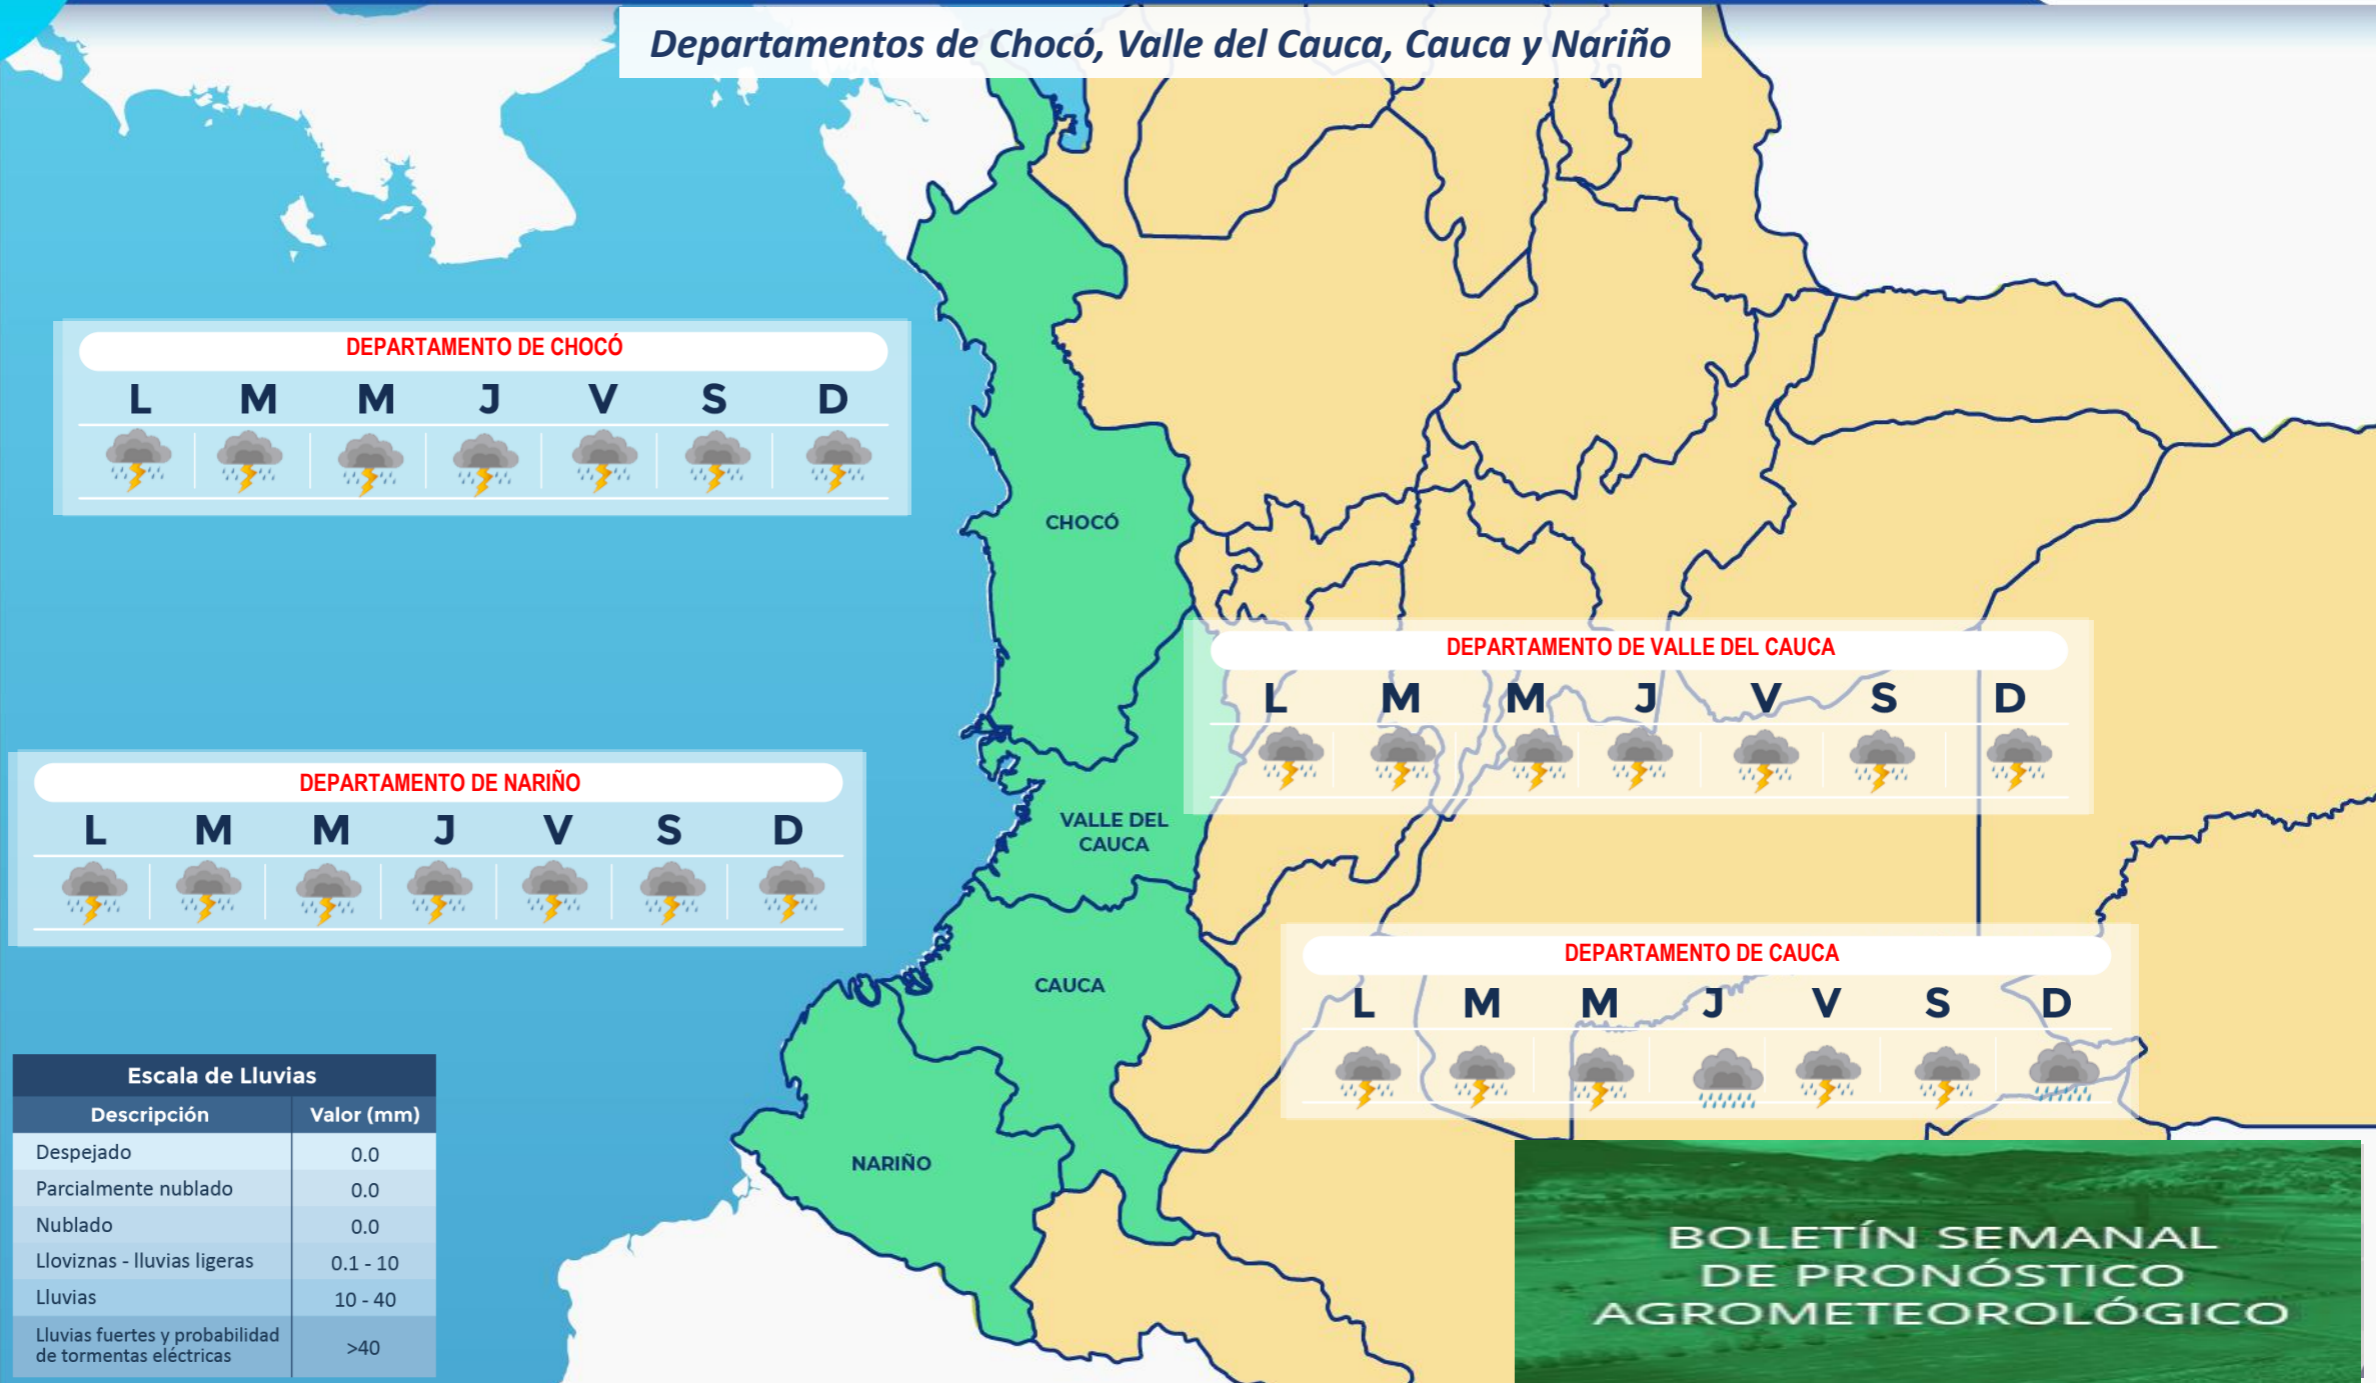 Departamentos de Chocó, Valle del Cauca, Cauca y Nariño
DEPARTAMENTO DE CHOCÓ
L M M J V S D
CHOCÓ
DEPARTAMENTO DE VALLE DEL CAUCA
L M M J V S D
DEPARTAMENTO DE NARIÑO
L M M J V S D
VALLE DEL
CAUCA
DEPARTAMENTO DE CAUCA
L M M J V S D
CAUCA
NARIÑO
Escala de Lluvias
Descripción Valor (mm)
Despejado 0.0
Parcialmente nublado 0.0
Nublado 0.0
Lloviznas - lluvias ligeras 0.1 - 10
Lluvias 10 - 40
Lluvias fuertes y probabilidad
de tormentas eléctricas >40
BOLETÍN SEMANAL
DE PRONÓSTICO
AGROMETEOROLÓGICO